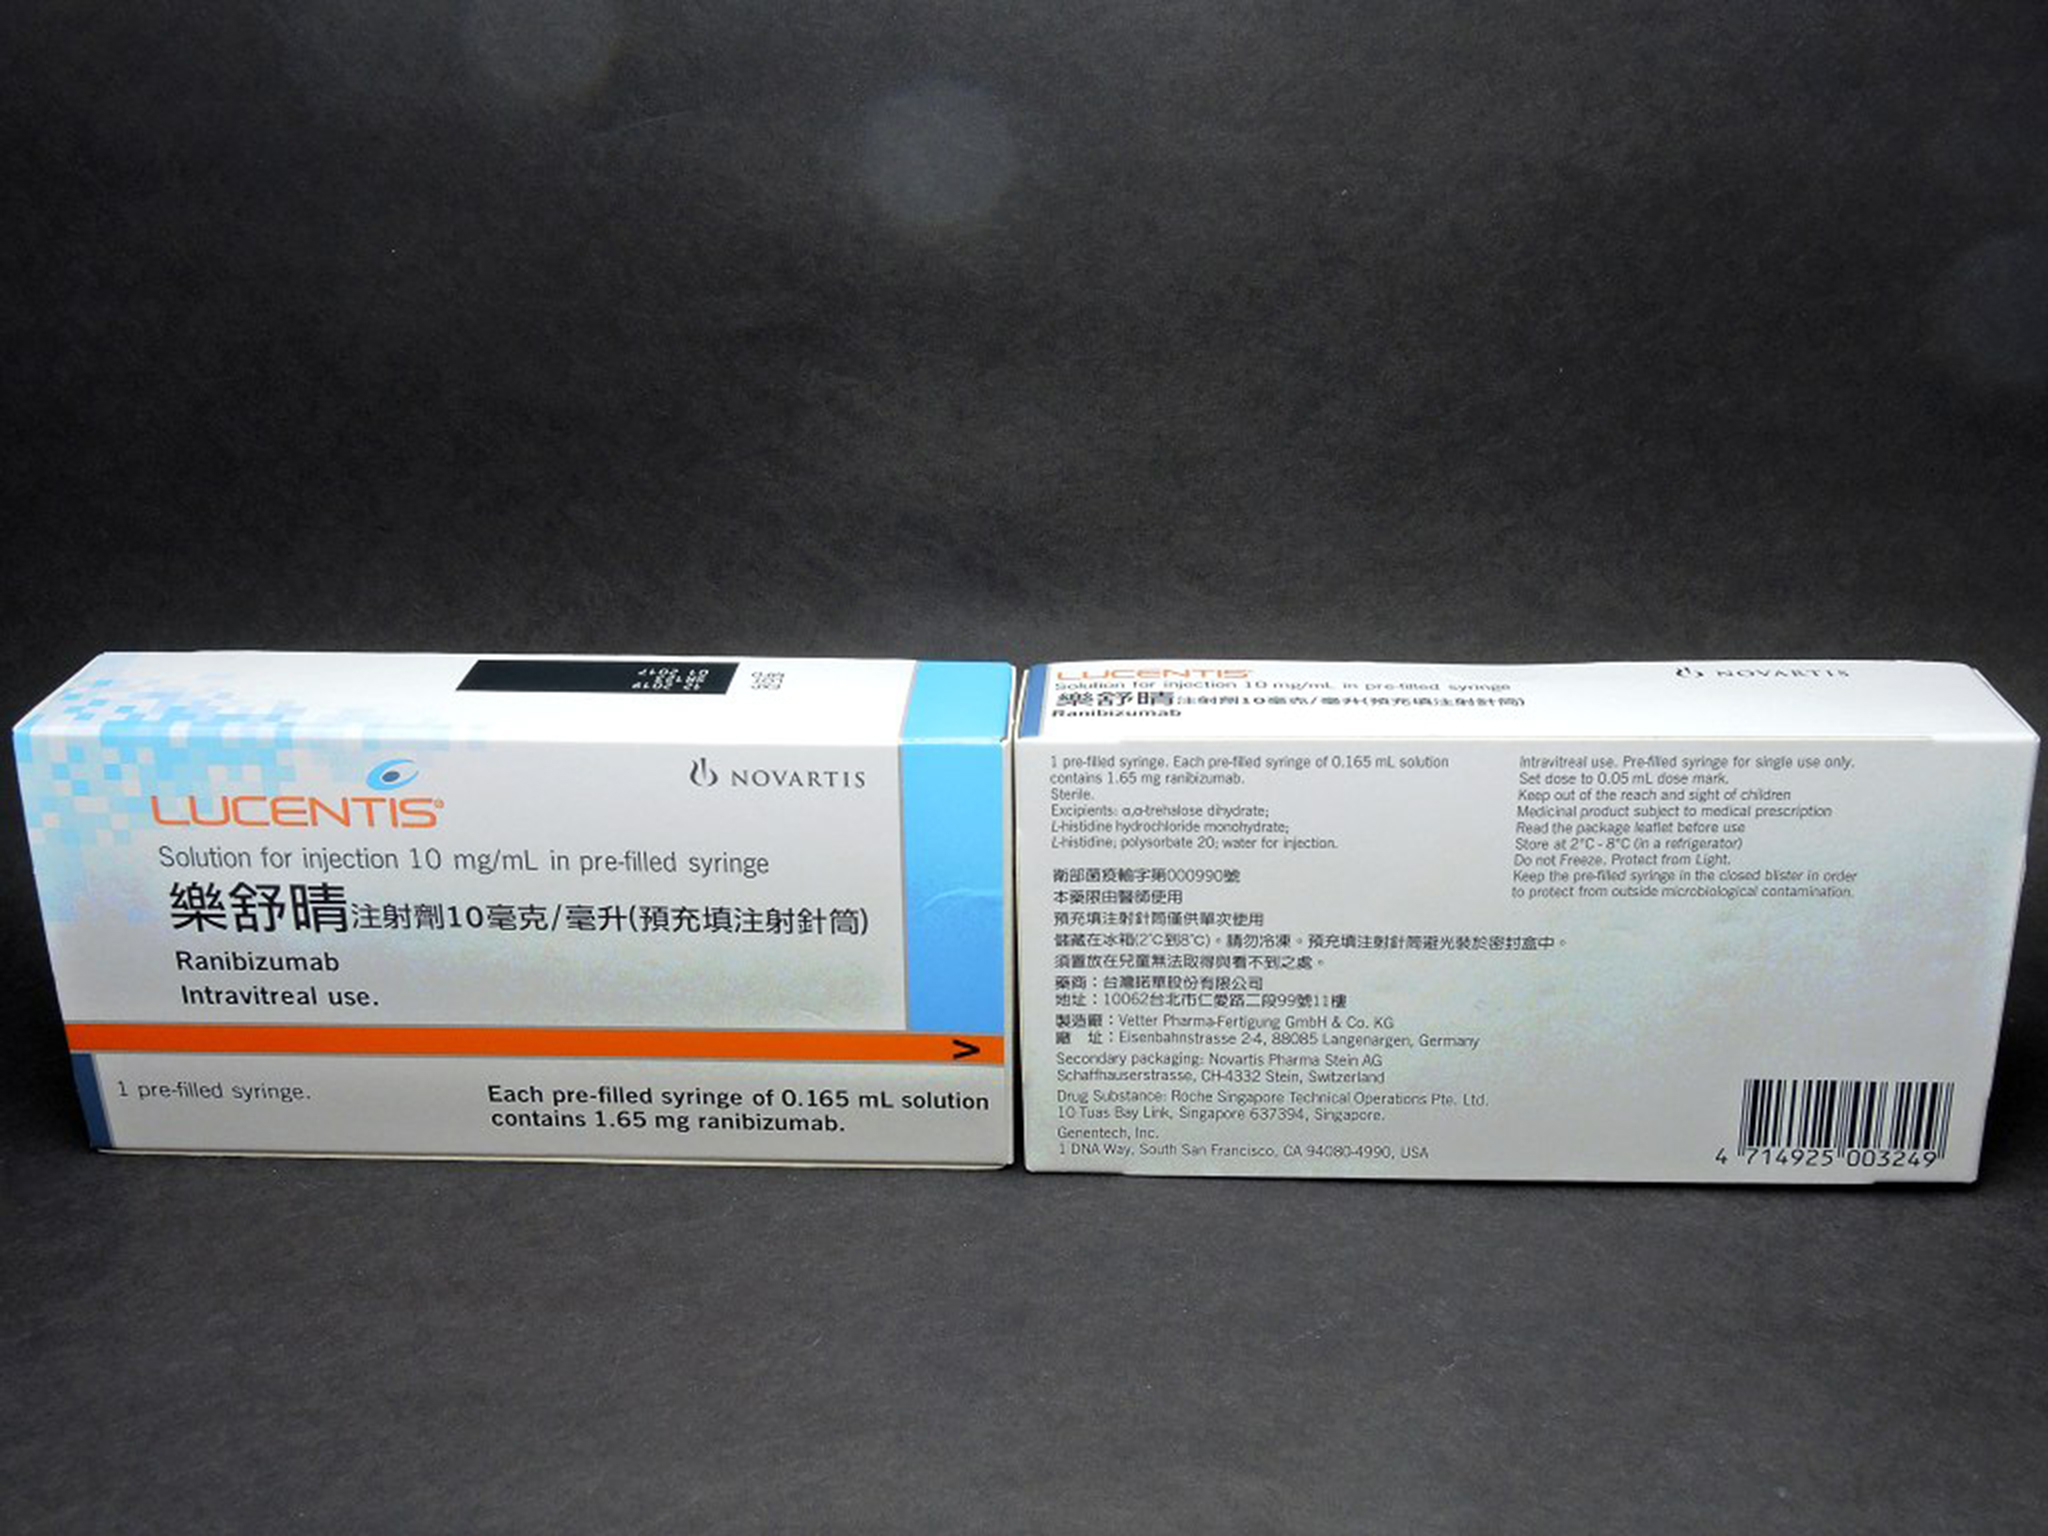 LUCENTIS®
NOVARTIS
Solution for injection 10 mg/mL in pre-filled syringe
樂舒晴注射劑10毫克/毫升(預充填注射針筒)
Ranibizumab
Intravitreal use.
>
1 pre-filled syringe.
Each pre-filled syringe of 0.165 mL solution
contains 1.65 mg ranibizumab.
EXP
LOT
MFD
12 2019
01 2017
LUCENTIS®
NOVARTIS
Solution for injection 10 mg/mL in pre-filled syringe
樂舒晴注射劑10毫克/毫升(預充填注射針筒)
Ranibizumab
1 pre-filled syringe. Each pre-filled syringe of 0.165 mL solution
contains 1.65 mg ranibizumab.
Sterile.
Excipients: α,α-trehalose dihydrate;
L-histidine hydrochloride monohydrate;
L-histidine; polysorbate 20; water for injection.
Intravitreal use. Pre-filled syringe for single use only.
Set dose to 0.05 mL dose mark.
Keep out of the reach and sight of children
Medicinal product subject to medical prescription
Read the package leaflet before use
Store at 2°C - 8°C (in a refrigerator)
Do not Freeze. Protect from Light.
Keep the pre-filled syringe in the closed blister in order
to protect from outside microbiological contamination.
衛部菌疫輸字第000990號
本藥限由醫師使用
預充填注射針筒僅供單次使用
儲藏在冰箱(2°C到8°C)。請勿冷凍。預充填注射針筒避光裝於密封盒中。
須置放在兒童無法取得與看不到之處。
藥商：台灣諾華股份有限公司
地址：10062台北市仁愛路二段99號11樓
製造廠：Vetter Pharma-Fertigung GmbH & Co. KG
廠 址：Eisenbahnstrasse 2-4, 88085 Langenargen, Germany
Secondary packaging: Novartis Pharma Stein AG
Schaffhauserstrasse, CH-4332 Stein, Switzerland
Drug Substance: Roche Singapore Technical Operations Pte. Ltd.
10 Tuas Bay Link, Singapore 637394, Singapore.
Genentech, Inc.
1 DNA Way, South San Francisco, CA 94080-4990, USA
4 714925 003249